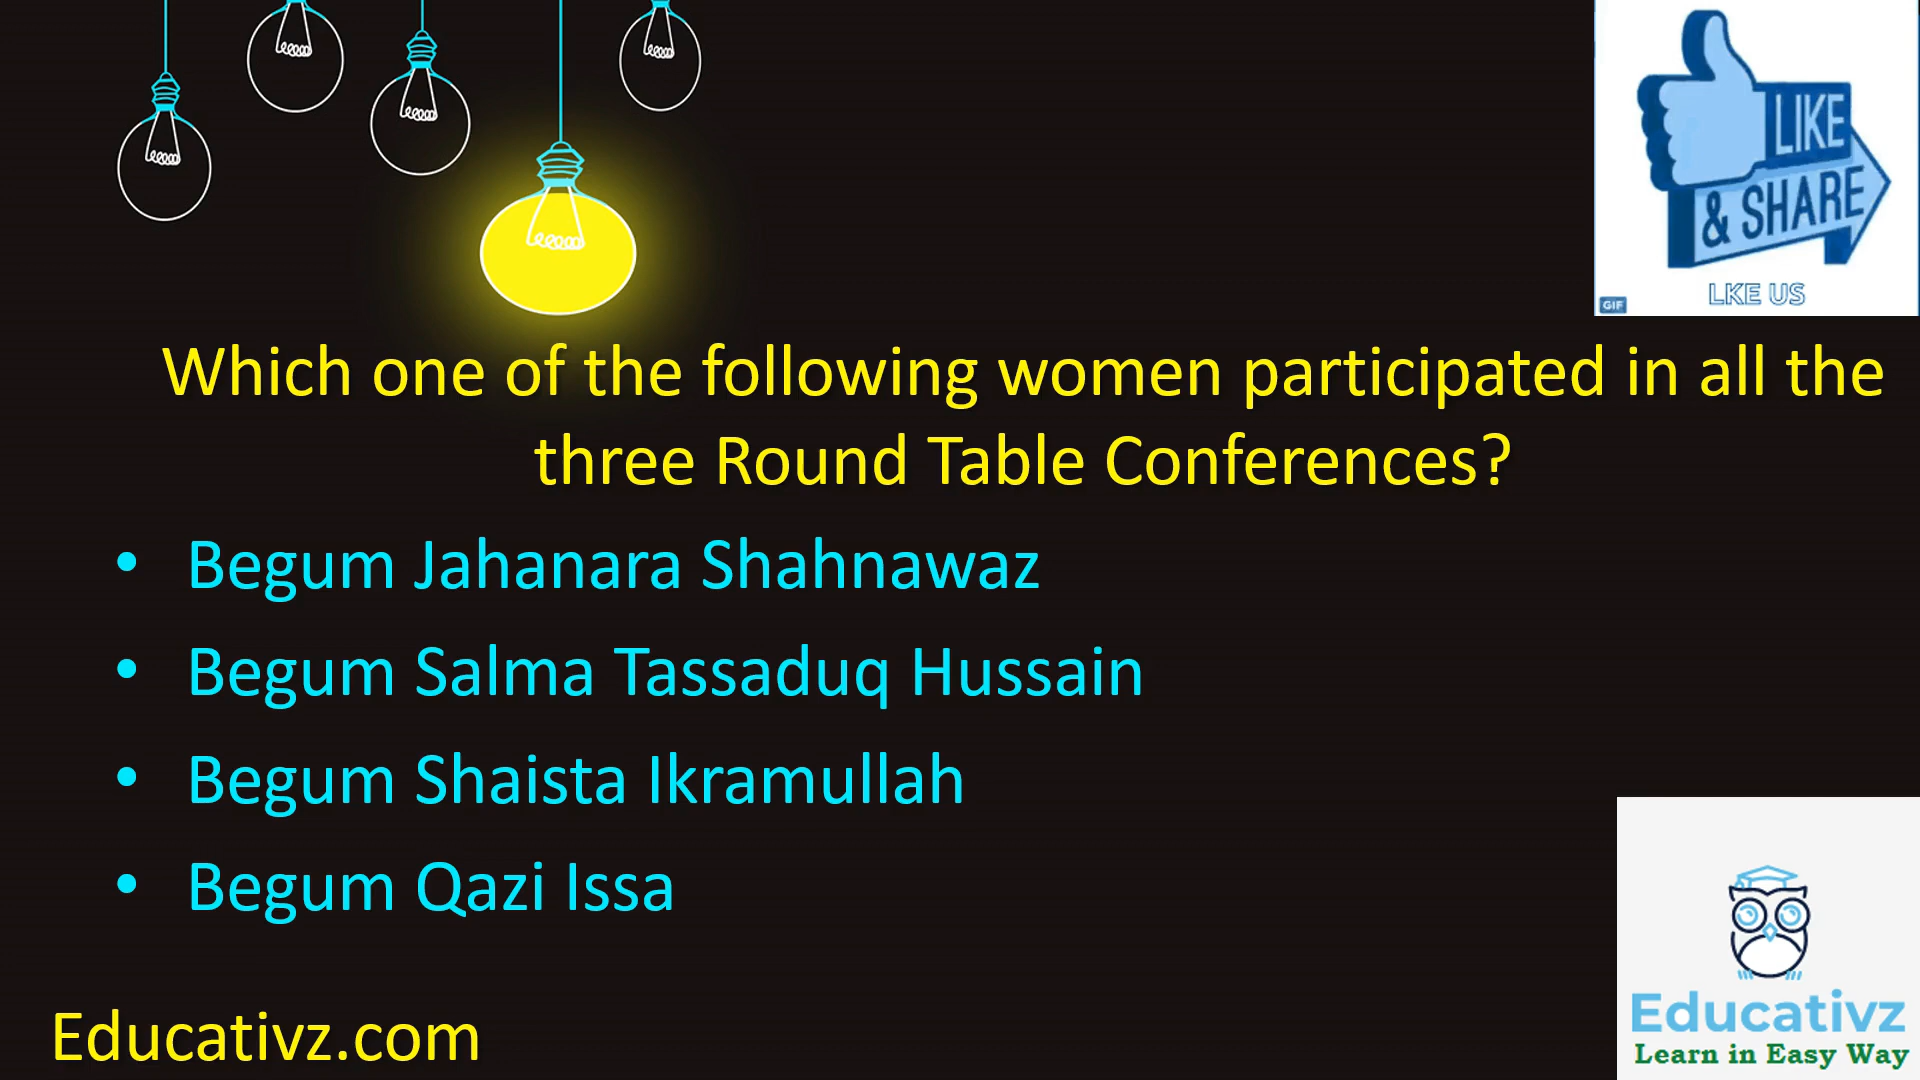 LIKE
& SHARE
LKE US
GIF
Which one of the following women participated in all the
three Round Table Conferences?
• Begum Jahanara Shahnawaz
• Begum Salma Tassaduq Hussain
• Begum Shaista Ikramullah
• Begum Qazi Issa
Educativz.com
Educativz
Learn in Easy Way